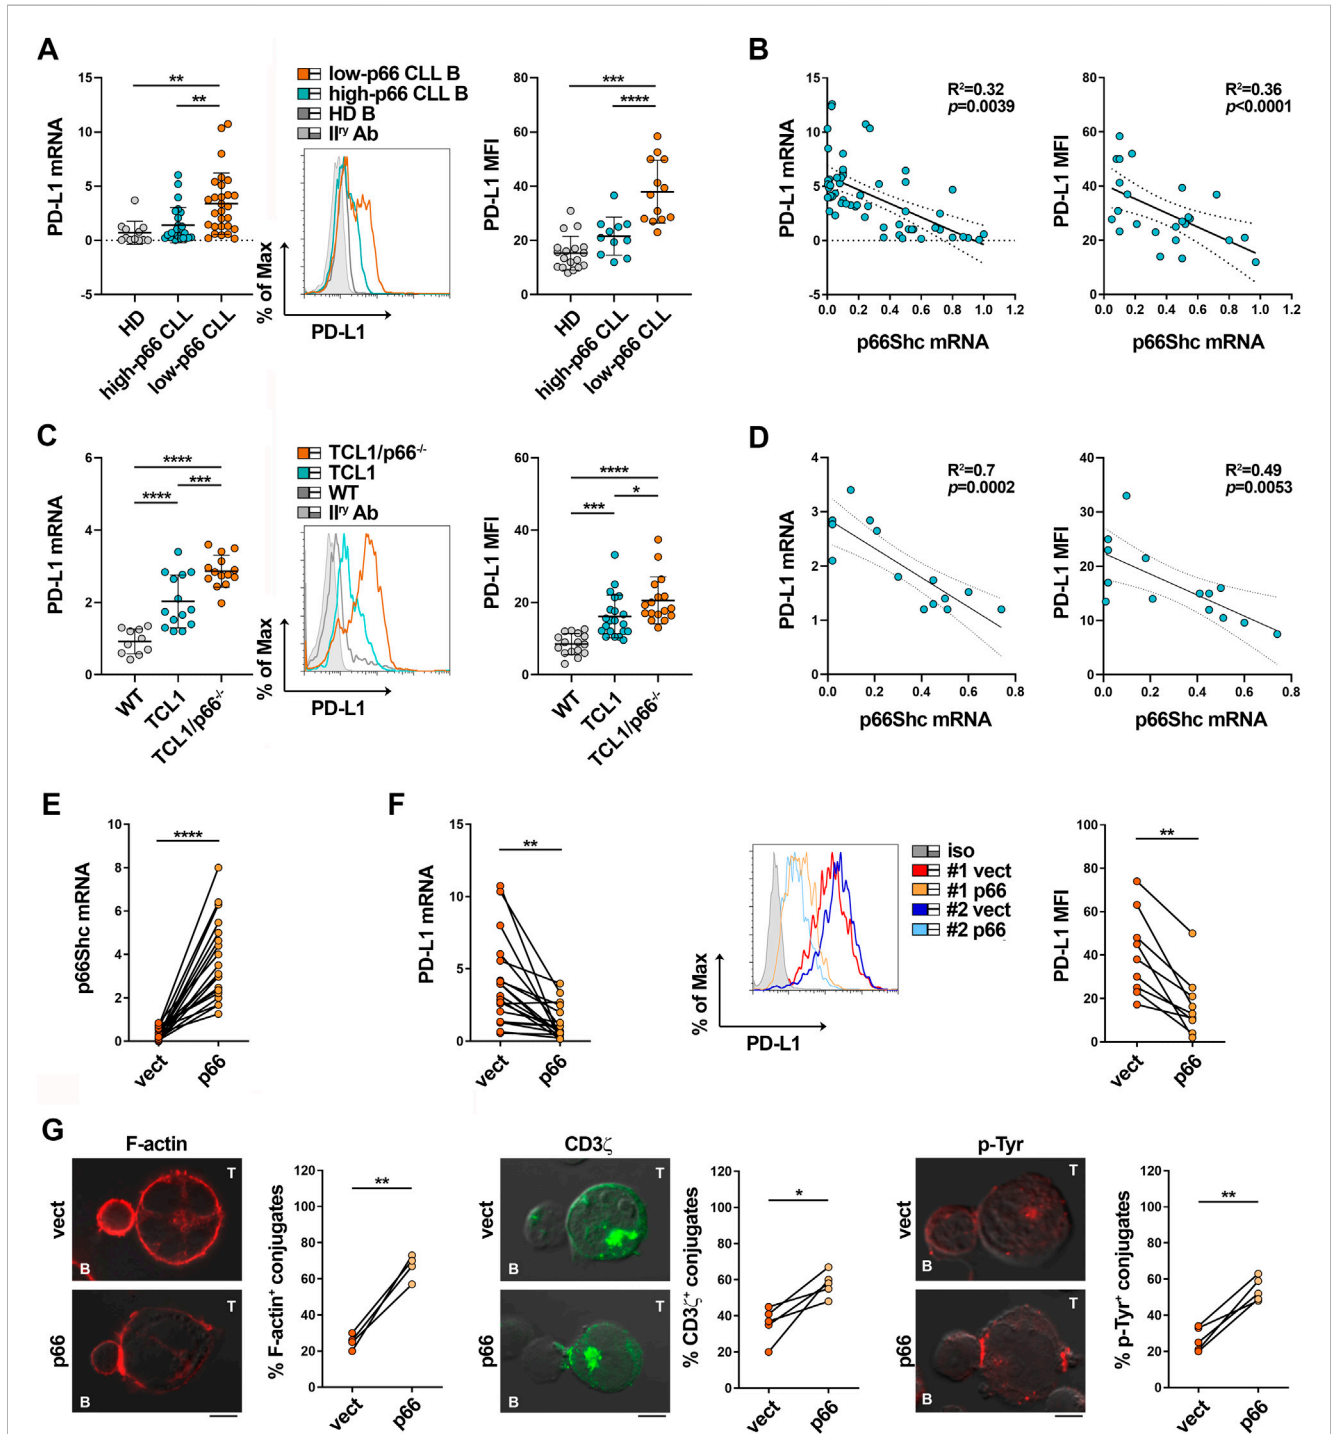 A
PD-L1 mRNA
15
10
5
0
-5
**
**
HD
high-p66 CLL
low-p66 CLL
low-p66 CLL B
high-p66 CLL B
HD B
IIry Ab
% of Max
PD-L1
PD-L1 MFI
80
60
40
20
0
***
****
HD
high-p66 CLL
low-p66 CLL
B
PD-L1 mRNA
15
10
5
0
-5
R2=0.32
p=0.0039
0.0 0.2 0.4 0.6 0.8 1.0 1.2
p66Shc mRNA
PD-L1 MFI
80
60
40
20
0
R2=0.36
p<0.0001
0.0 0.2 0.4 0.6 0.8 1.0 1.2
p66Shc mRNA
C
PD-L1 mRNA
6
4
2
0
****
****
***
WT
TCL1
TCL1/p66-/-
TCL1/p66-/-
TCL1
WT
IIry Ab
% of Max
PD-L1
PD-L1 MFI
60
40
20
0
****
*
***
WT
TCL1
TCL1/p66-/-
D
PD-L1 mRNA
4
3
2
1
0
R2=0.7
p=0.0002
0.0 0.2 0.4 0.6 0.8
p66Shc mRNA
PD-L1 MFI
40
30
20
10
0
R2=0.49
p=0.0053
0.0 0.2 0.4 0.6 0.8
p66Shc mRNA
E
p66Shc mRNA
10
8
6
4
2
0
****
vect
p66
F
PD-L1 mRNA
15
10
5
0
**
vect
p66
% of Max
PD-L1
iso
#1 vect
#1 p66
#2 vect
#2 p66
PD-L1 MFI
100
80
60
40
20
0
**
vect
p66
G
F-actin
vect
T
B
p66
T
B
% F-actin+ conjugates
120
100
80
60
40
20
0
**
vect
p66
CD3ζ
vect
T
B
p66
T
B
% CD3ζ+ conjugates
120
100
80
60
40
20
0
*
vect
p66
p-Tyr
vect
T
B
p66
T
B
% p-Tyr+ conjugates
120
100
80
60
40
20
0
**
vect
p66